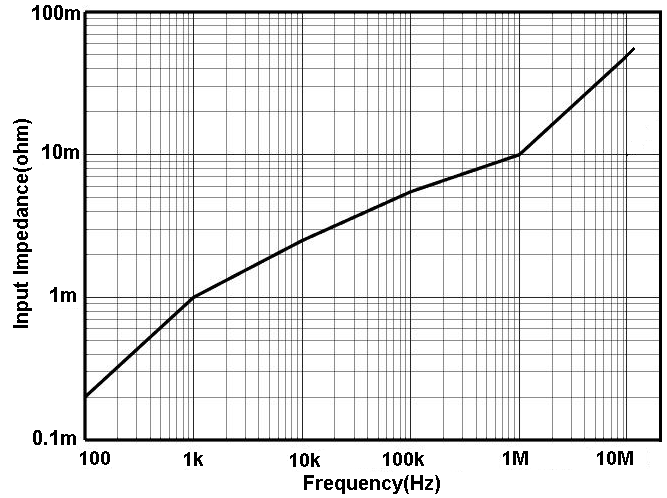 100m
10m
1m
0.1m
Input Impedance(ohm)
100 1k 10k 100k 1M 10M
Frequency(Hz)